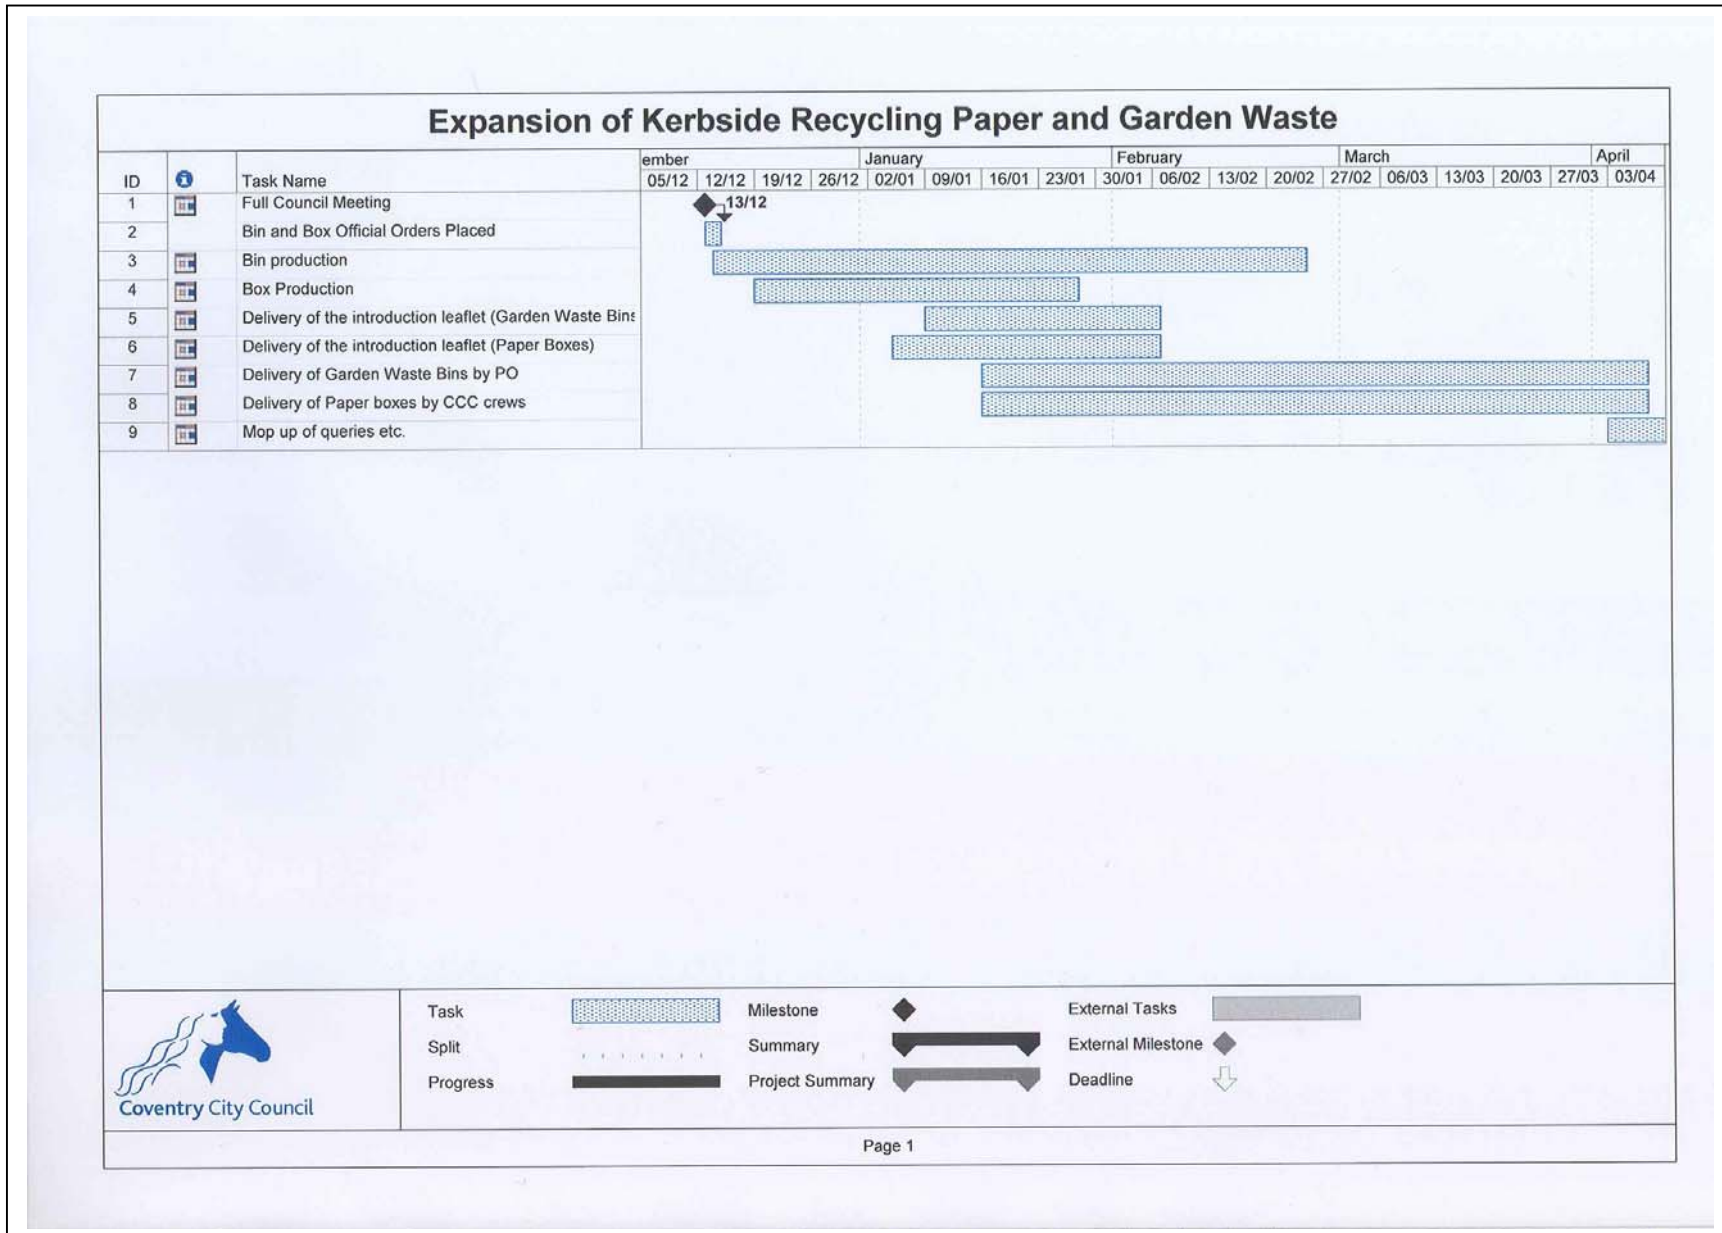 Expansion of Kerbside Recycling Paper and Garden Waste
ember January February March April
ID Task Name 05/12 12/12 19/12 26/12 02/01 09/01 16/01 23/01 30/01 06/02 13/02 20/02 27/02 06/03 13/03 20/03 27/03 03/04
1 Full Council Meeting 13/12
2 Bin and Box Official Orders Placed
3 Bin production
4 Box Production
5 Delivery of the introduction leaflet (Garden Waste Bins
6 Delivery of the introduction leaflet (Paper Boxes)
7 Delivery of Garden Waste Bins by PO
8 Delivery of Paper boxes by CCC crews
9 Mop up of queries etc.
Task Milestone External Tasks
Split Summary External Milestone
Progress Project Summary Deadline
Coventry City Council
Page 1